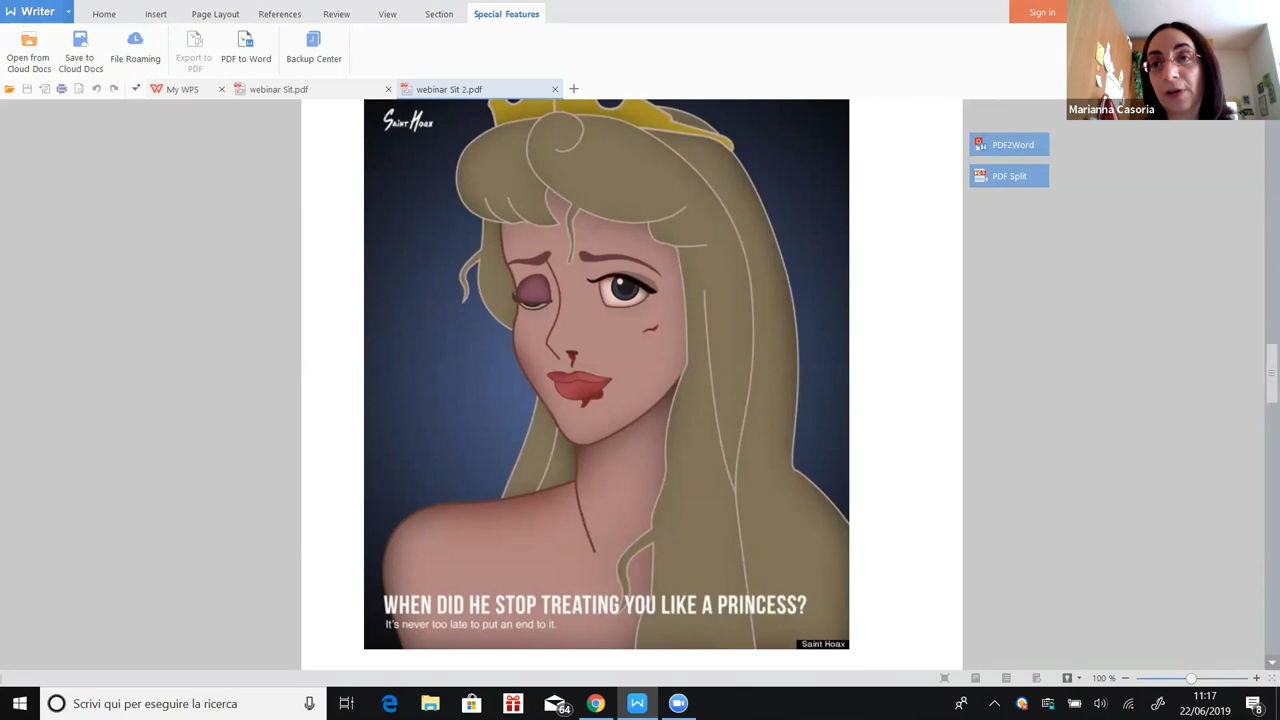 Writer
Home
Insert
Page Layout
References
Review
View
Section
Special Features
Sign in
Open from
Cloud Docs
Save to
Cloud Docs
File Roaming
Export to
PDF
PDF to Word
Backup Center
My WPS
webinar Sit.pdf
webinar Sit 2.pdf
Marianna Casoria
Saint Hoax
PDF2Word
PDF Split
WHEN DID HE STOP TREATING YOU LIKE A PRINCESS?
It's never too late to put an end to it.
Saint Hoax
100 %
Scrivi qui per eseguire la ricerca
64
11:17
22/06/2019
8